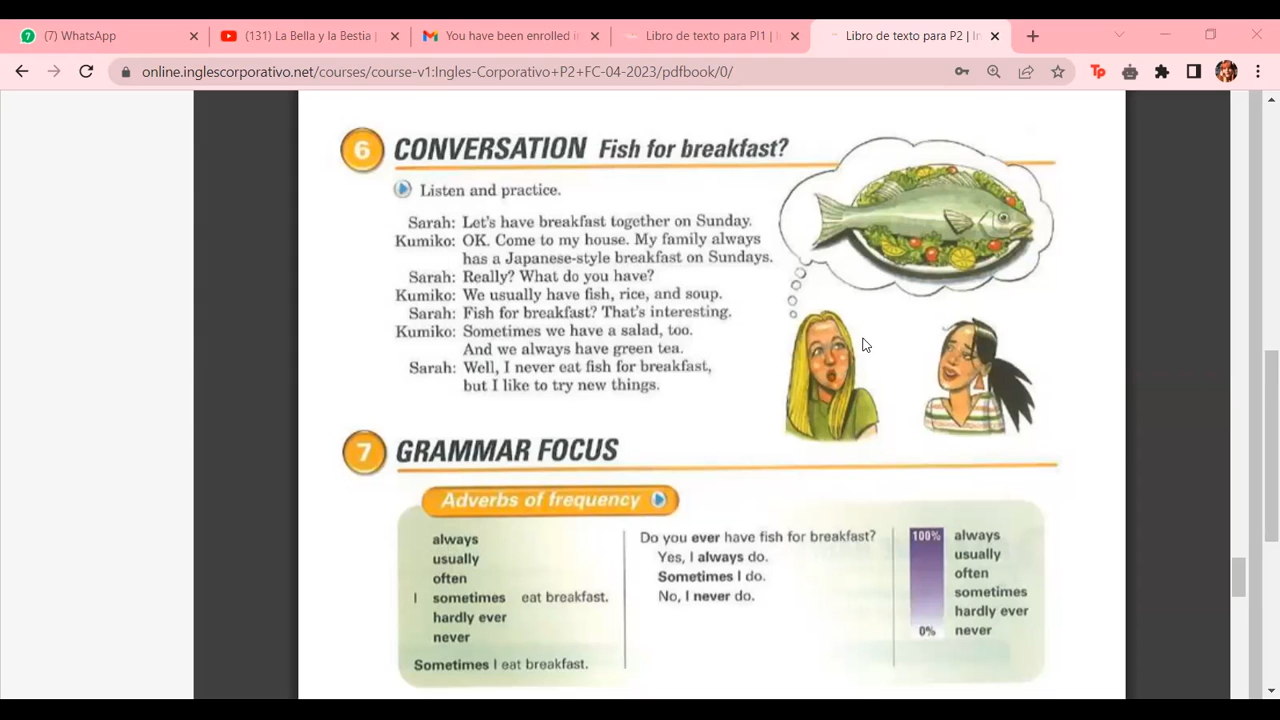 (7) WhatsApp
(131) La Bella y la Bestia |
You have been enrolled in
Libro de texto para PI1 | In
Libro de texto para P2 | In
online.inglescorporativo.net/courses/course-v1:Ingles-Corporativo+P2+FC-04-2023/pdfbook/0/
Tp
6 CONVERSATION Fish for breakfast?
Listen and practice.
Sarah: Let's have breakfast together on Sunday.
Kumiko: OK. Come to my house. My family always
has a Japanese-style breakfast on Sundays.
Sarah: Really? What do you have?
Kumiko: We usually have fish, rice, and soup.
Sarah: Fish for breakfast? That's interesting.
Kumiko: Sometimes we have a salad, too.
And we always have green tea.
Sarah: Well, I never eat fish for breakfast,
but I like to try new things.
7 GRAMMAR FOCUS
Adverbs of frequency
always
usually
often
I sometimes eat breakfast.
hardly ever
never
Sometimes I eat breakfast.
Do you ever have fish for breakfast?
Yes, I always do.
Sometimes I do.
No, I never do.
100% always
usually
often
sometimes
hardly ever
0% never